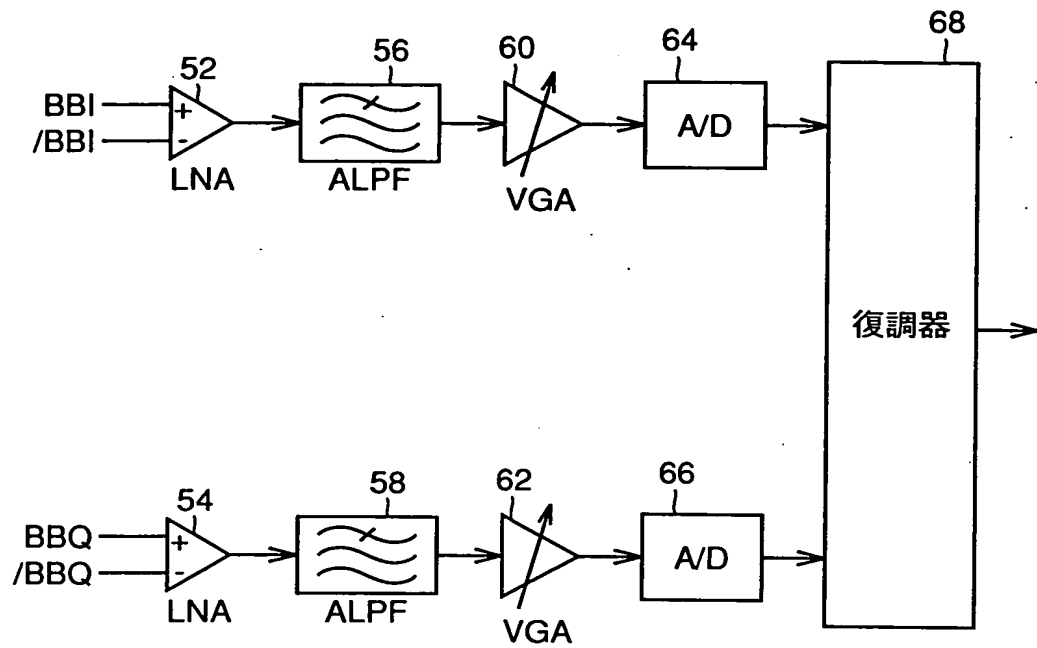 68
52
56
60
64
BBI
/BBI
+
-
LNA
ALPF
VGA
A/D
復調器
54
58
62
66
BBQ
/BBQ
+
-
LNA
ALPF
VGA
A/D